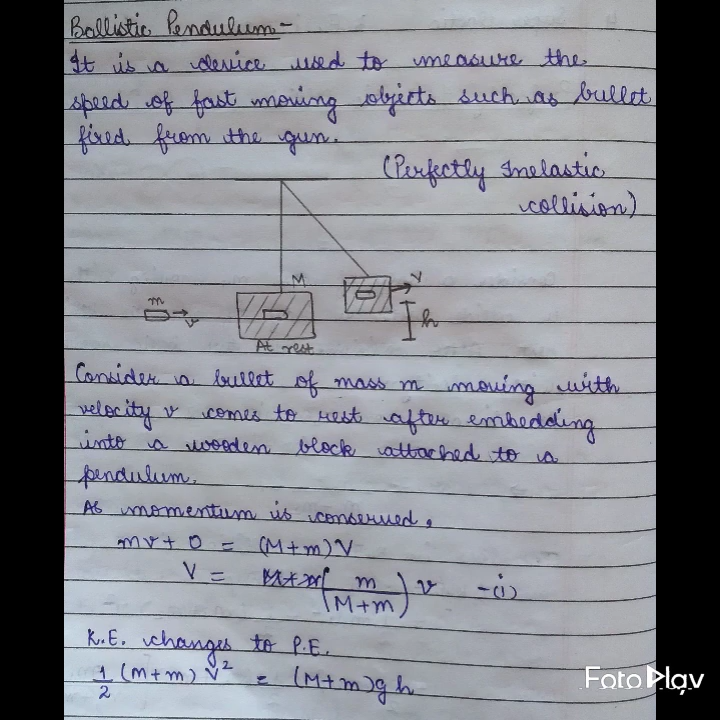 Ballistic Pendulum-
It is a device used to measure the
speed of fast moving objects such as bullet
fired from the gun.
(Perfectly Inelastic
collision)
M
V
m
v
h
At rest
Consider a bullet of mass m moving with
velocity v comes to rest after embedding
into a wooden block attached to a
pendulum.
As momentum is conserved,
mv + 0 = (M+m)V
V = (m/(M+m)) v -(i)
K.E. changes to P.E.
1/2 (m+m) V² = (M+m)gh
FotoPlay